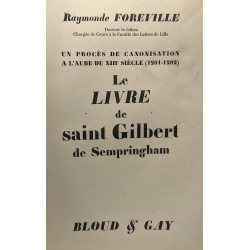 Raymonde FOREVILLE
Docteur ès lettres
Chargée de Cours à la Faculté des Lettres de Lille
UN PROCÈS DE CANONISATION
A L'AUBE DU XIIIe SIÈCLE (1201-1202)
Le
LIVRE
de
saint Gilbert
de Sempringham
BLOUD & GAY